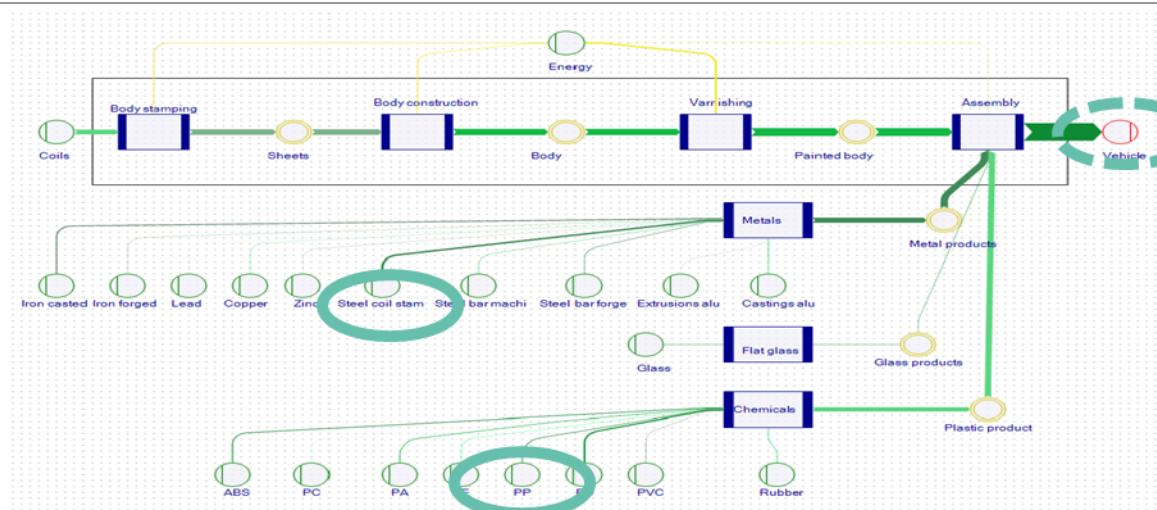 Energy
Body stamping
Body construction
Varnishing
Assembly
Coils
Sheets
Body
Painted body
Vehicle
Metals
Metal products
Iron casted
Iron forged
Lead
Copper
Zinc
Steel coil stam
Steel bar machi
Steel bar forge
Extrusions alu
Castings alu
Flat glass
Glass
Glass products
Chemicals
Plastic product
ABS
PC
PA
PP
PVC
Rubber